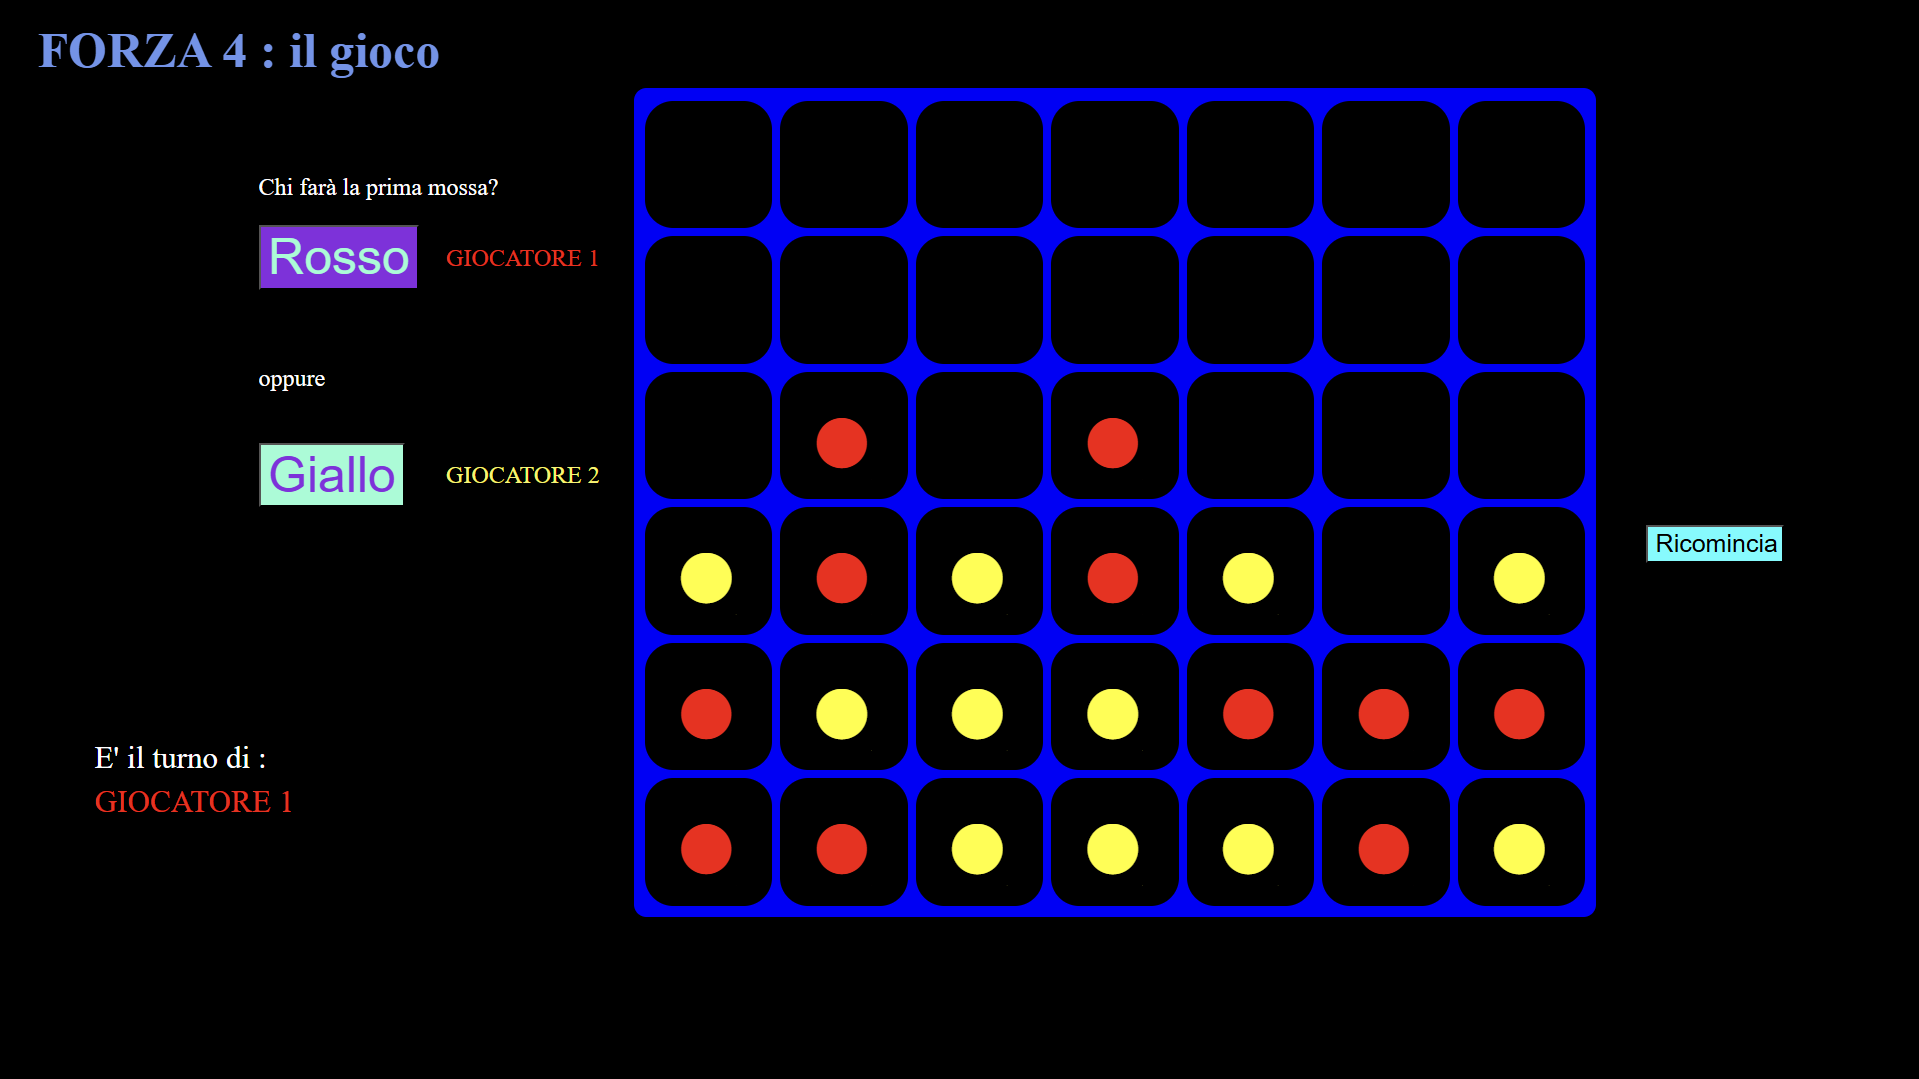 FORZA 4 : il gioco
Chi farà la prima mossa?
Rosso
GIOCATORE 1
oppure
Giallo
GIOCATORE 2
Ricomincia
E' il turno di :
GIOCATORE 1